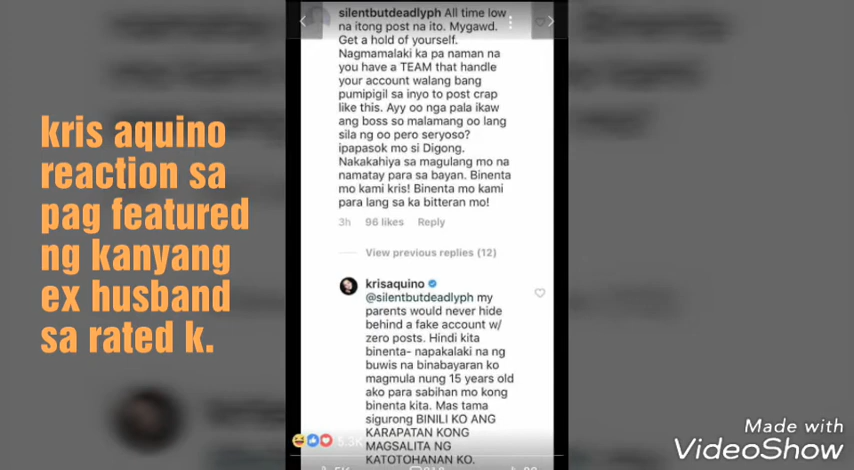 silentbutdeadlyph All time low
na itong post na ito. Mygawd.
Get a hold of yourself.
Nagmamalaki ka pa naman na
you have a TEAM that handle
your account walang bang
pumipigil sa inyo to post crap
like this. Ayy oo nga pala ikaw
ang boss so malamang oo lang
sila ng oo pero seryoso?
ipapasok mo si Digong.
Nakakahiya sa magulang mo na
namatay para sa bayan. Binenta
mo kami kris! Binenta mo kami
para lang sa ka bitteran mo!
3h 96 likes Reply
View previous replies (12)
krisaquino
@silentbutdeadlyph my
parents would never hide
behind a fake account w/
zero posts. Hindi kita
binenta- napakalaki na ng
buwis na binabayaran ko
magmula nung 15 years old
ako para sabihan mo kong
binenta kita. Mas tama
sigurong BINILI KO ANG
KARAPATAN KONG
MAGSALITA NG
KATOTOHANAN KO.
5.3K
kris aquino
reaction sa
pag featured
ng kanyang
ex husband
sa rated k.
Made with
VideoShow